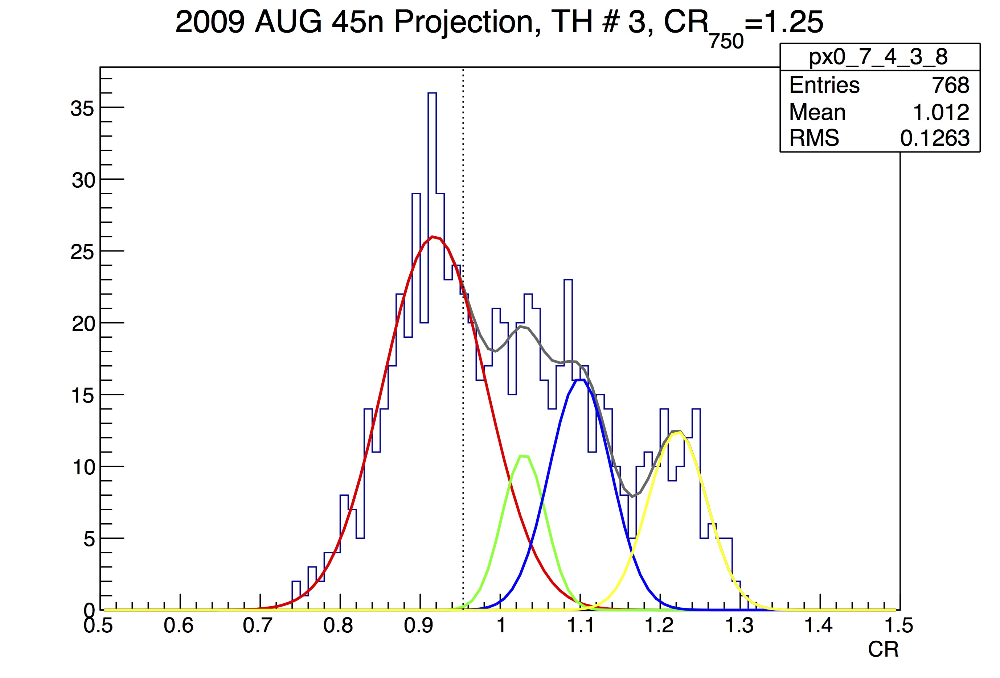 2009 AUG 45n Projection, TH # 3, CR750=1.25
px0_7_4_3_8
Entries 768
Mean 1.012
RMS 0.1263
35
30
25
20
15
10
5
0
0.5 0.6 0.7 0.8 0.9 1 1.1 1.2 1.3 1.4 1.5
CR